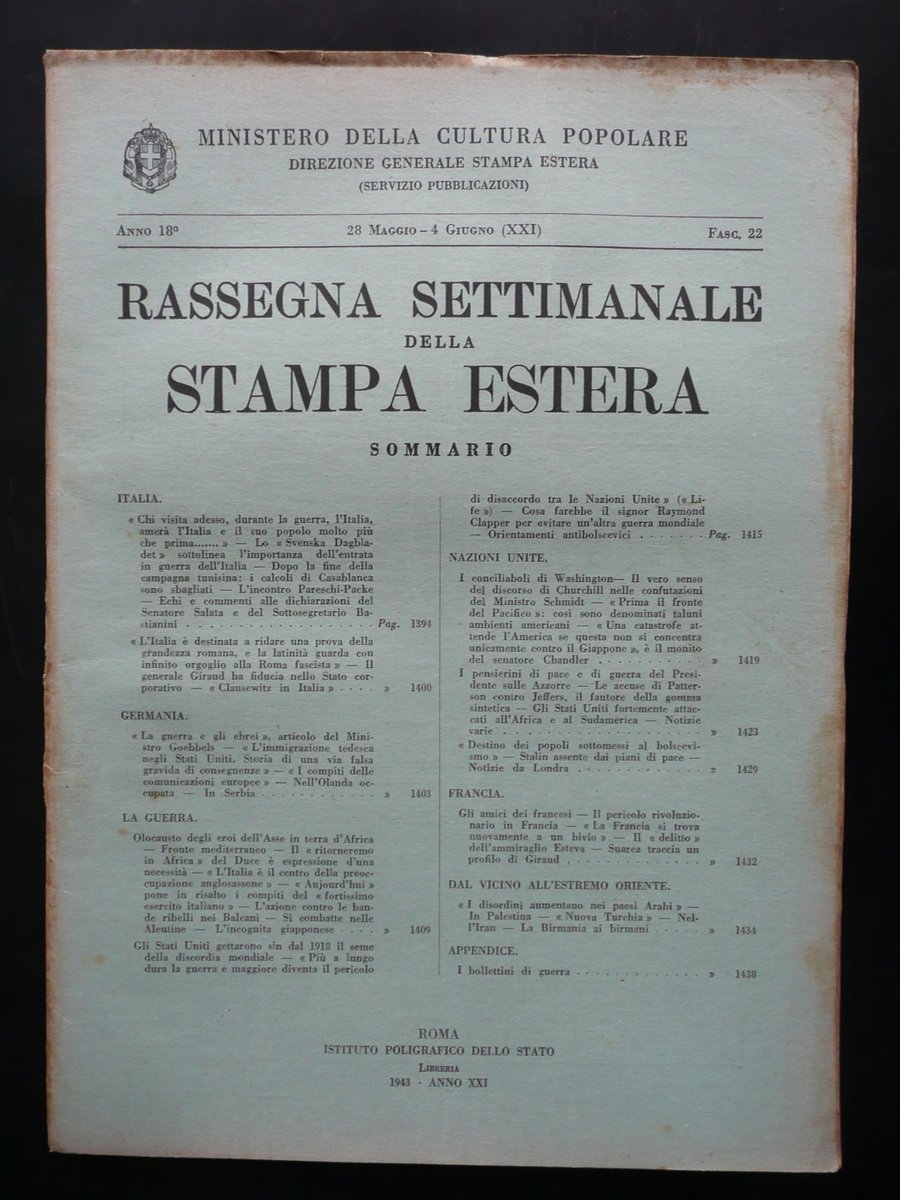 MINISTERO DELLA CULTURA POPOLARE
DIREZIONE GENERALE STAMPA ESTERA
(SERVIZIO PUBBLICAZIONI)
ANNO 18º 28 MAGGIO – 4 GIUGNO (XXI) FASC. 22
RASSEGNA SETTIMANALE
DELLA
STAMPA ESTERA
SOMMARIO
ITALIA.
« Chi visita adesso, durante la guerra, l'Italia,
amerà l'Italia e il suo popolo molto più
che prima....... » — Lo « Svenska Dagbla-
det » sottolinea l'importanza dell'entrata
in guerra dell'Italia — Dopo la fine della
campagna tunisina: i calcoli di Casablanca
sono sbagliati — L'incontro Pareschi-Packe
— Echi e commenti alle dichiarazioni del
Senatore Salata e del Sottosegretario Ba-
stianini . . . . . . . . . . . . . . . . . . Pag. 1394
« L'Italia è destinata a ridare una prova della
grandezza romana, e la latinità guarda con
infinito orgoglio alla Roma fascista » — Il
generale Giraud ha fiducia nello Stato cor-
porativo — « Clausewitz in Italia » . . . . » 1400
GERMANIA.
« La guerra e gli ebrei », articolo del Mini-
stro Goebbels — « L'immigrazione tedesca
negli Stati Uniti. Storia di una via falsa
gravida di conseguenze » — « I compiti delle
comunicazioni europee » — Nell'Olanda oc-
cupata — In Serbia . . . . . . . . . . . . » 1403
LA GUERRA.
Olocausto degli eroi dell'Asse in terra d'Africa
— Fronte mediterraneo — Il « ritorneremo
in Africa » del Duce è espressione d'una
necessità — « L'Italia è il centro della preoc-
cupazione anglosassone » — « Aujourd'hui »
pone in risalto i compiti del « fortissimo
esercito italiano » — L'azione contro le ban-
de ribelli nei Balcani — Si combatte nelle
Aleutine — L'incognita giapponese . . . . » 1409
Gli Stati Uniti gettarono sin dal 1918 il seme
della discordia mondiale — « Più a lungo
dura la guerra e maggiore diventa il pericolo
di disaccordo tra le Nazioni Unite » (« Li-
fe ») — Cosa farebbe il signor Raymond
Clapper per evitare un'altra guerra mondiale
— Orientamenti antibolscevici . . . . . . . Pag. 1415
NAZIONI UNITE.
I conciliaboli di Washington— Il vero senso
del discorso di Churchill nelle confutazioni
del Ministro Schmidt — « Prima il fronte
del Pacifico »: così sono denominati taluni
ambienti americani — « Una catastrofe at-
tende l'America se questa non si concentra
unicamente contro il Giappone », è il monito
del senatore Chandler . . . . . . . . . . . » 1419
I pensierini di pace e di guerra del Presi-
dente sulle Azzorre — Le accuse di Patter-
son contro Jeffers, il fautore della gomma
sintetica — Gli Stati Uniti fortemente attac-
cati all'Africa e al Sudamerica — Notizie
varie . . . . . . . . . . . . . . . . . . . » 1423
« Destino dei popoli sottomessi al bolscevi-
smo » — Stalin assente dai piani di pace —
Notizie da Londra . . . . . . . . . . . . . » 1429
FRANCIA.
Gli amici dei francesi — Il pericolo rivoluzio-
nario in Francia — « La Francia si trova
nuovamente a un bivio » — Il « delitto »
dell'ammiraglio Esteva — Suarez traccia un
profilo di Giraud . . . . . . . . . . . . . » 1432
DAL VICINO ALL'ESTREMO ORIENTE.
« I disordini aumentano nei paesi Arabi » —
In Palestina — « Nuova Turchia » — Nel-
l'Iran — La Birmania ai birmani . . . . . » 1434
APPENDICE.
I bollettini di guerra . . . . . . . . . . . » 1438
ROMA
ISTITUTO POLIGRAFICO DELLO STATO
LIBRERIA
1943 - ANNO XXI